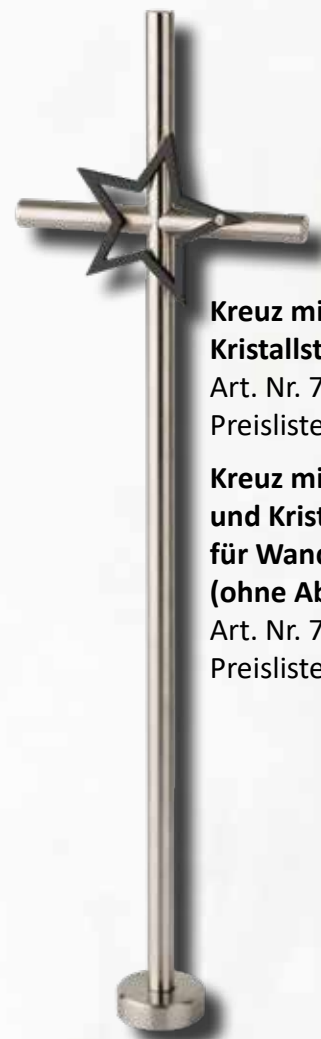 Kreuz mi
Kristallst
Art. Nr. 7
Preisliste
Kreuz mi
und Krist
für Wand
(ohne Ab
Art. Nr. 7
Preisliste